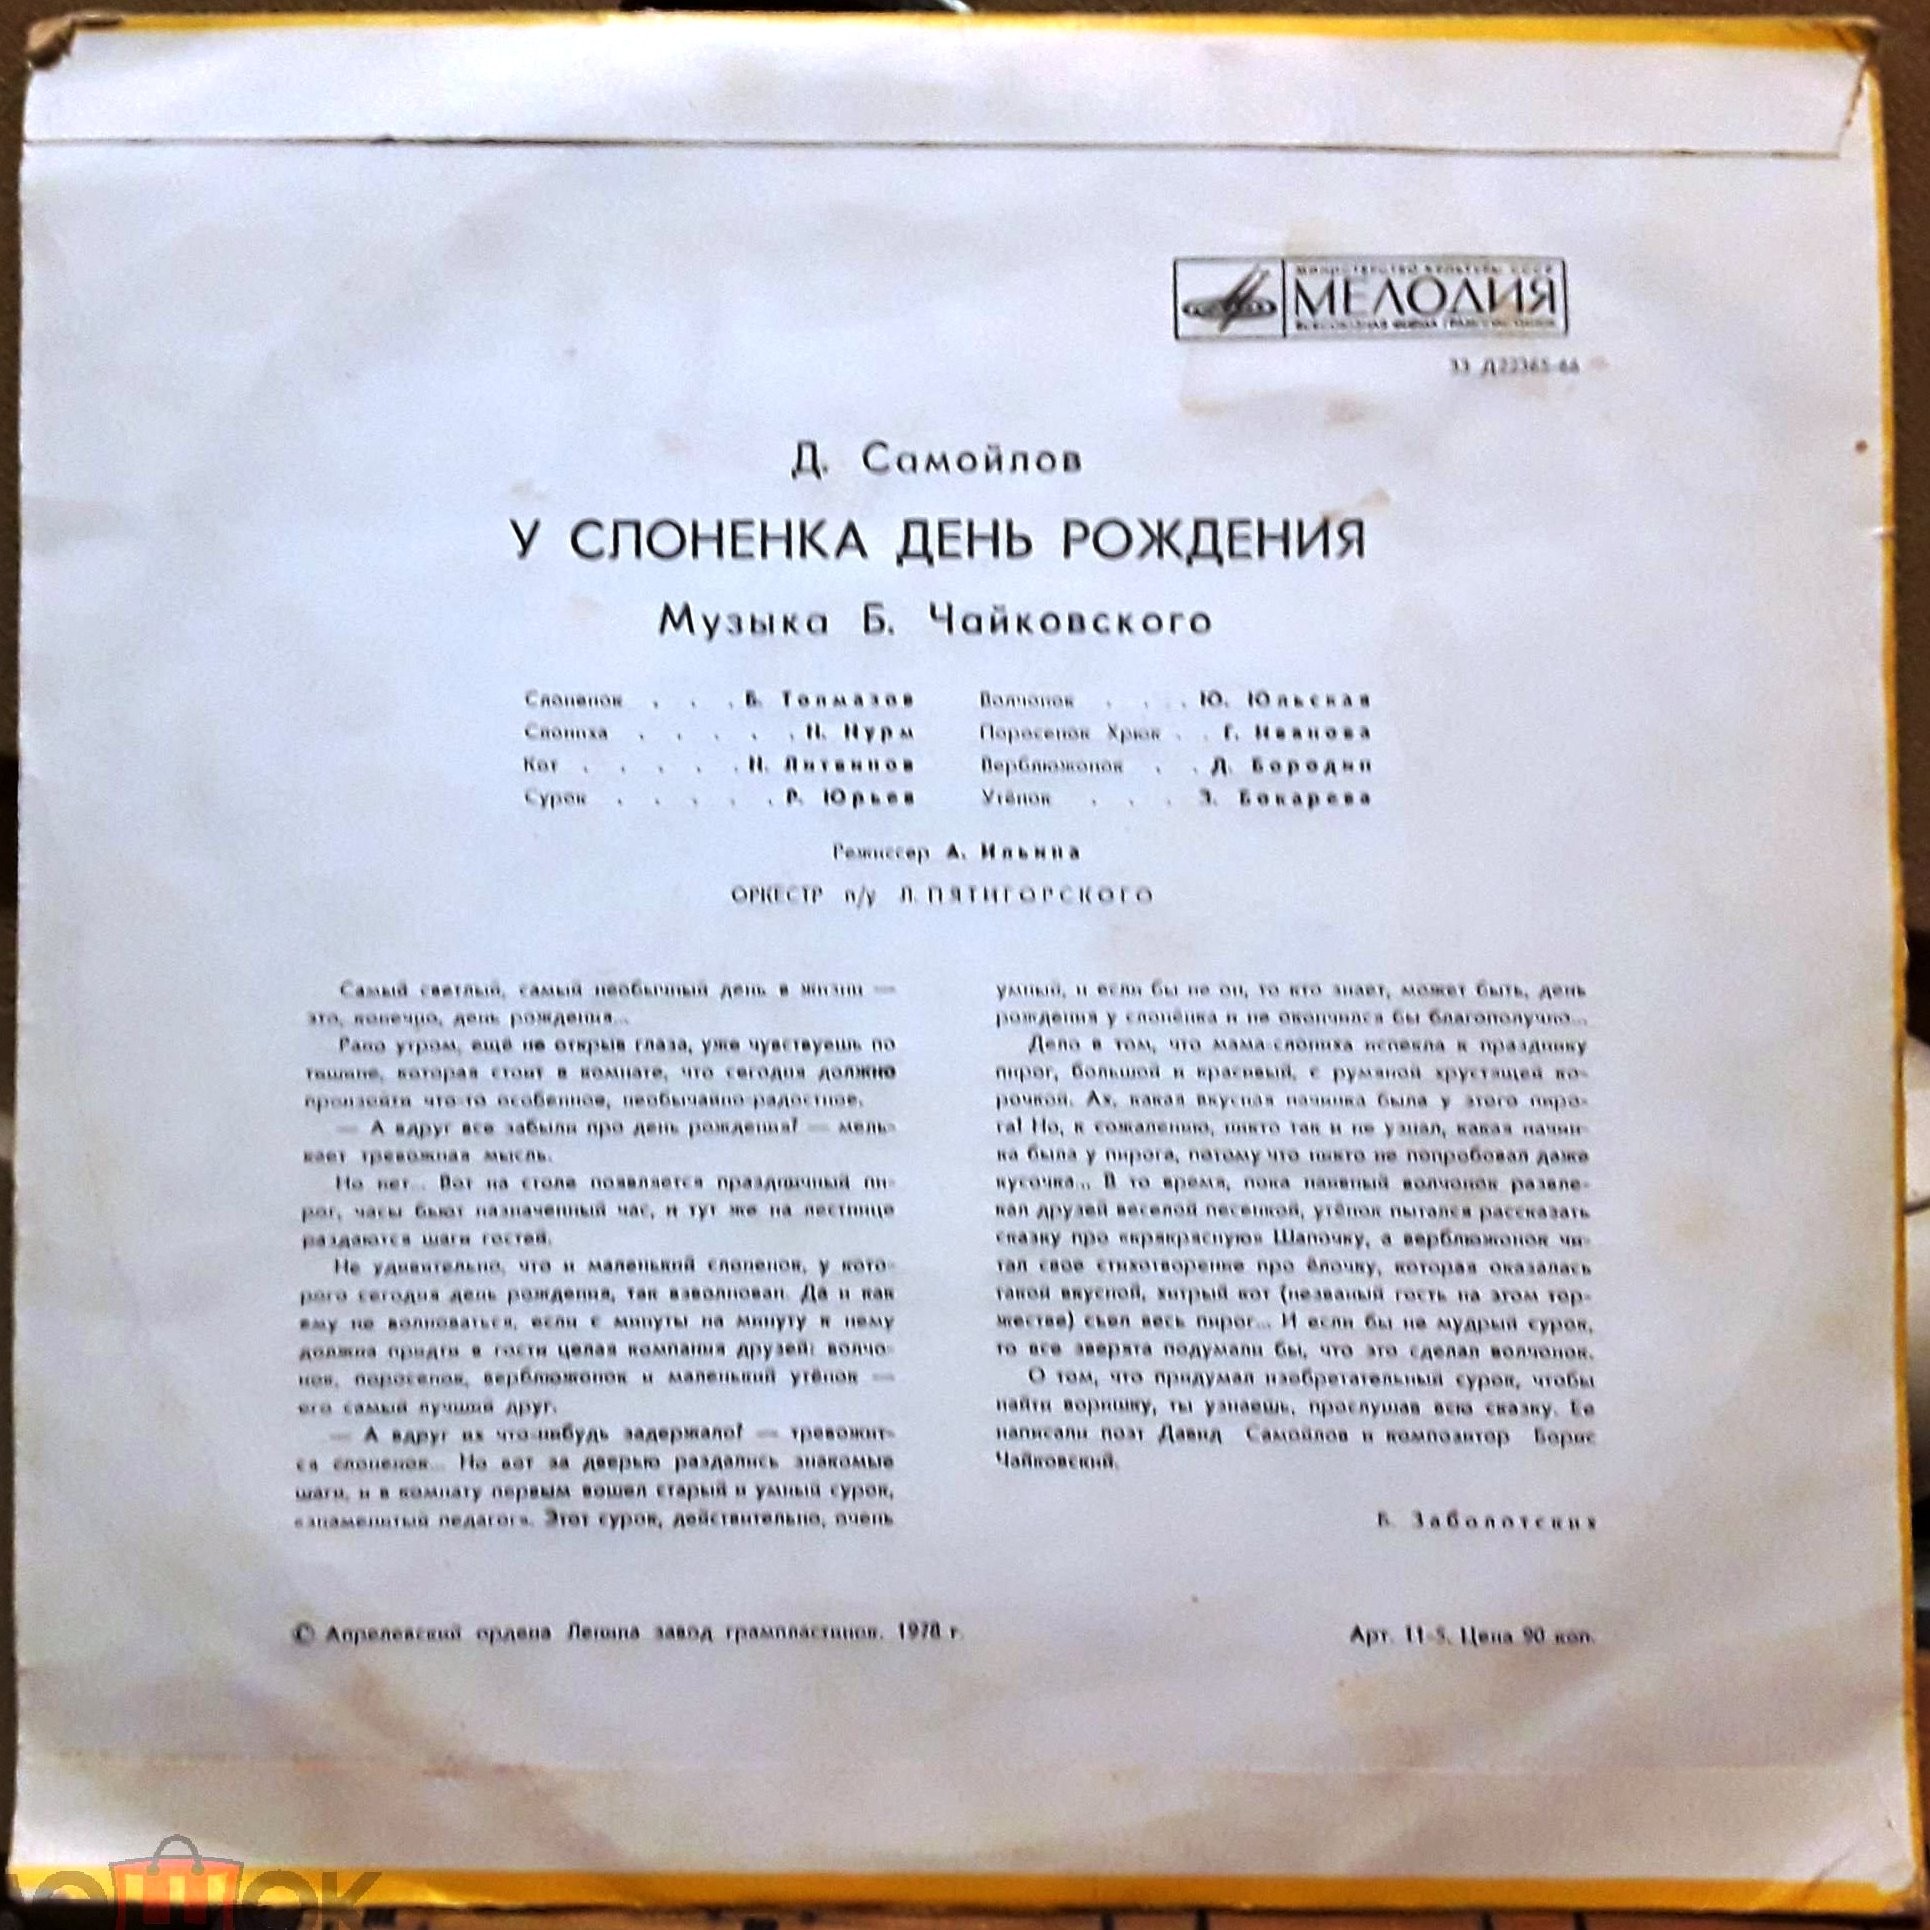 МИНИСТЕРСТВО КУЛЬТУРЫ СССР
МЕЛОДИЯ
ВСЕСОЮЗНАЯ ФИРМА ГРАМПЛАСТИНОК
33 Д22365-66
Д. Самойлов
У СЛОНЕНКА ДЕНЬ РОЖДЕНИЯ
Музыка Б. Чайковского
Слоненок . . . Б. Толмазов
Слониха . . . . . Н. Нурм
Кот . . . . . Н. Литвинов
Сурок . . . . . Р. Юрьев
Волчонок . . . Ю. Юльская
Поросенок Хрюк . . Г. Иванова
Верблюжонок . . Д. Бородин
Утёнок . . . З. Бокарева
Режиссер А. Ильина
ОРКЕСТР п/у Л. ПЯТИГОРСКОГО
Самый светлый, самый необычный день в жизни —
это, конечно, день рождения...
Рано утром, ещё не открыв глаза, уже чувствуешь по
тишине, которая стоит в комнате, что сегодня должно
произойти что-то особенное, необычайно радостное.
— А вдруг все забыли про день рождения? — мель-
кает тревожная мысль.
Но нет... Вот на столе появляется праздничный пи-
рог, часы бьют назначенный час, и тут же на лестнице
раздаются шаги гостей.
Не удивительно, что и маленький слоненок, у кото-
рого сегодня день рождения, так взволнован. Да и как
ему не волноваться, если с минуты на минуту к нему
должна придти в гости целая компания друзей: волчо-
нок, поросенок, верблюжонок и маленький утёнок —
его самый лучший друг.
— А вдруг их что-нибудь задержало? — тревожит-
ся слоненок... Но вот за дверью раздались знакомые
шаги, и в комнату первым вошел старый и умный сурок,
«знаменитый педагог». Этот сурок, действительно, очень
умный, и если бы не он, то кто знает, может быть, день
рождения у слонёнка и не окончился бы благополучно...
Дело в том, что мама-слониха испекла к празднику
пирог, большой и красивый, с румяной хрустящей ко-
рочкой. Ах, какая вкусная начинка была у этого пиро-
га! Но, к сожалению, никто так и не узнал, какая начин-
ка была у пирога, потому что никто не попробовал даже
кусочка... В то время, пока наивный волчонок развле-
кал друзей веселой песенкой, утёнок пытался рассказать
сказку про «крякрясную» Шапочку, а верблюжонок чи-
тал свое стихотворение про ёлочку, которая оказалась
такой вкусной, хитрый кот (незваный гость на этом тор-
жестве) съел весь пирог... И если бы не мудрый сурок,
то все зверята подумали бы, что это сделал волчонок.
О том, что придумал изобретательный сурок, чтобы
найти воришку, ты узнаешь, прослушав всю сказку. Ее
написали поэт Давид Самойлов и композитор Борис
Чайковский.
Б. Заболотских
© Апрелевский ордена Ленина завод грампластинок. 1978 г.
Арт. 11-5. Цена 90 коп.